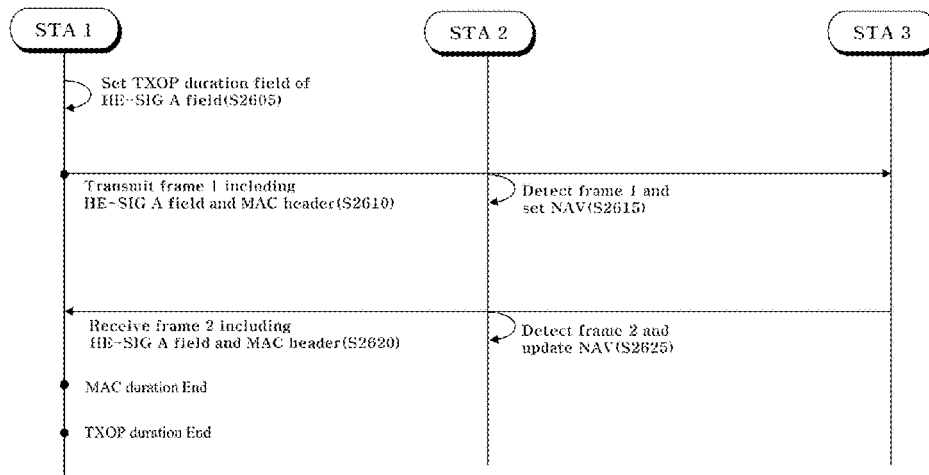 STA 1
STA 2
STA 3
Set TXOP duration field of
HE-SIG A field(S2605)
Transmit frame 1 including
HE-SIG A field and MAC header(S2610)
Detect frame 1 and
set NAV(S2615)
Receive frame 2 including
HE-SIG A field and MAC header(S2620)
Detect frame 2 and
update NAV(S2625)
MAC duration End
TXOP duration End